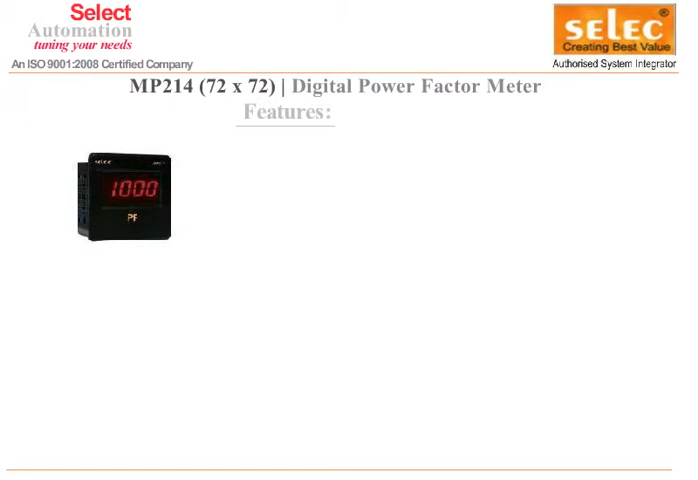 Select
Automation
tuning your needs
An ISO 9001:2008 Certified Company
SELEC
Creating Best Value
Authorised System Integrator
MP214 (72 x 72) | Digital Power Factor Meter
Features:
SELEC
1000
PF